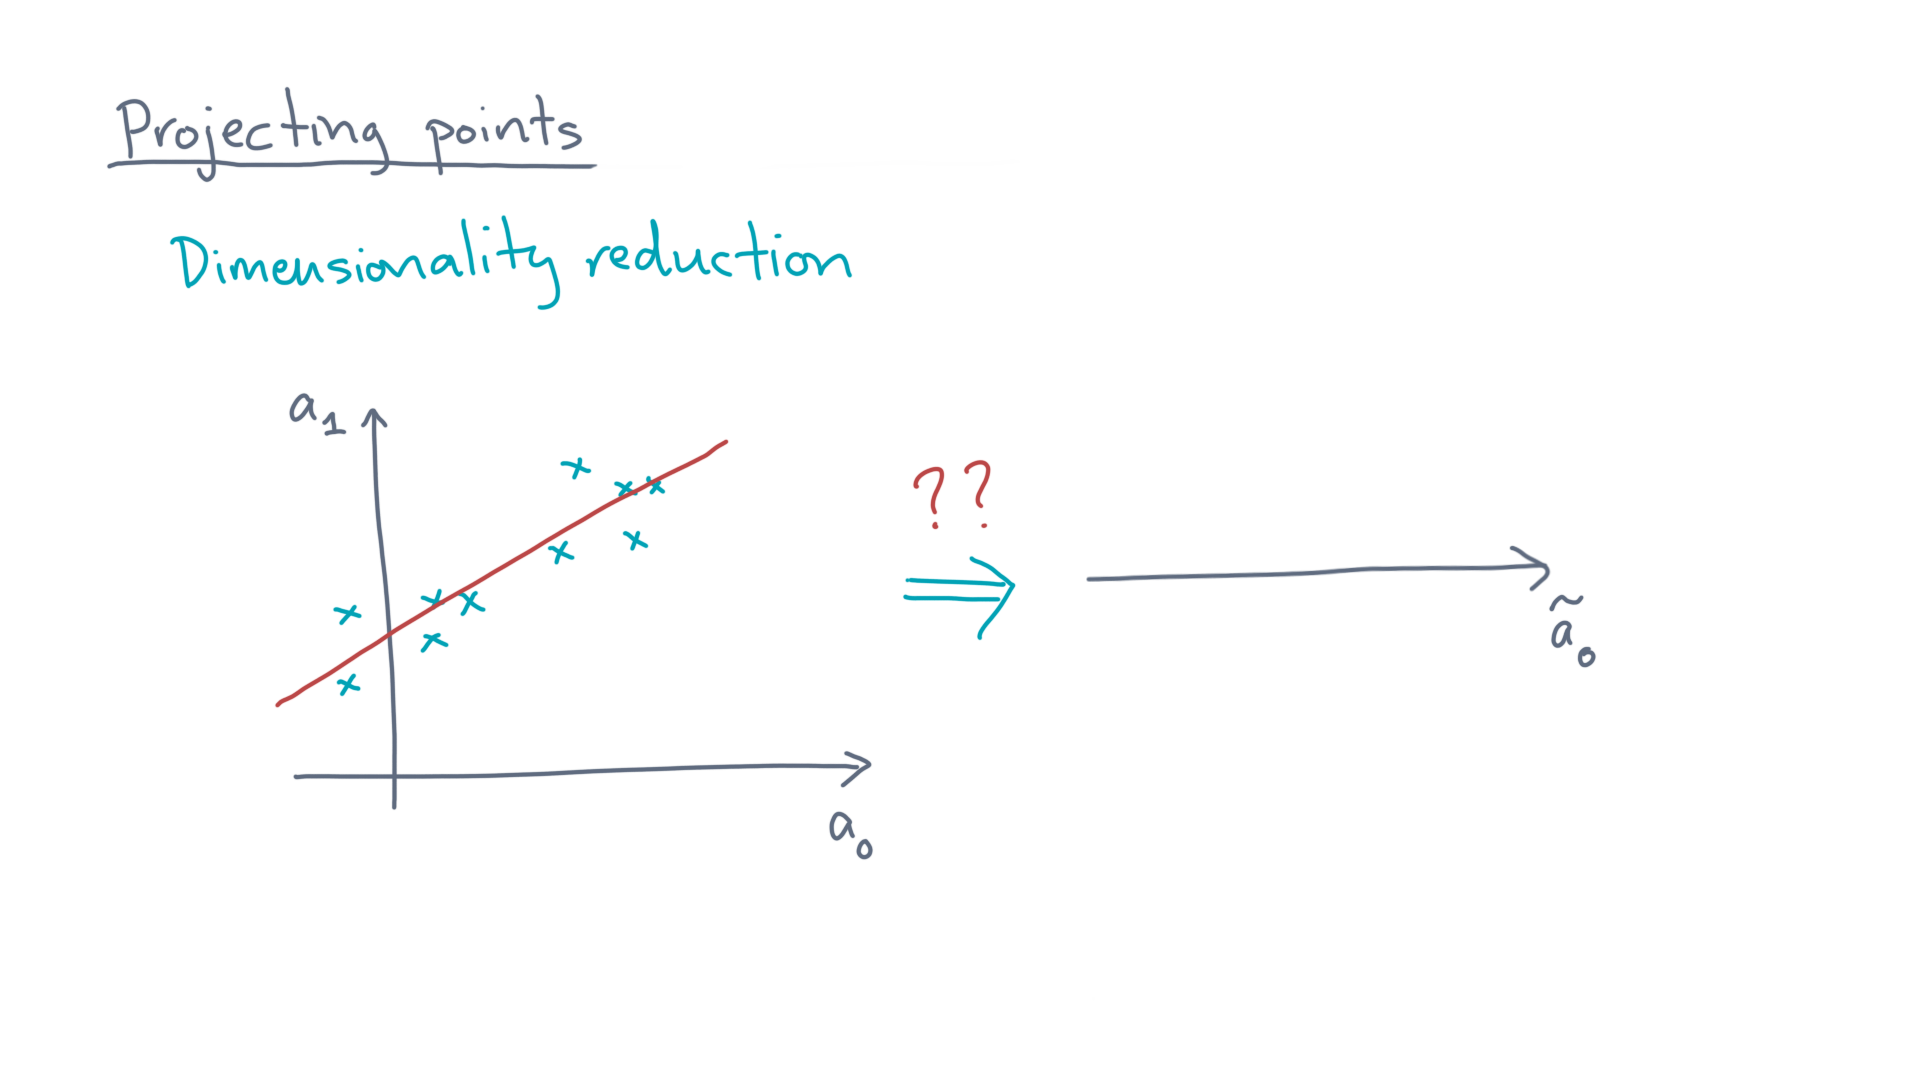 Projecting points
Dimensionality reduction
a₁
??
ã₀
a₀